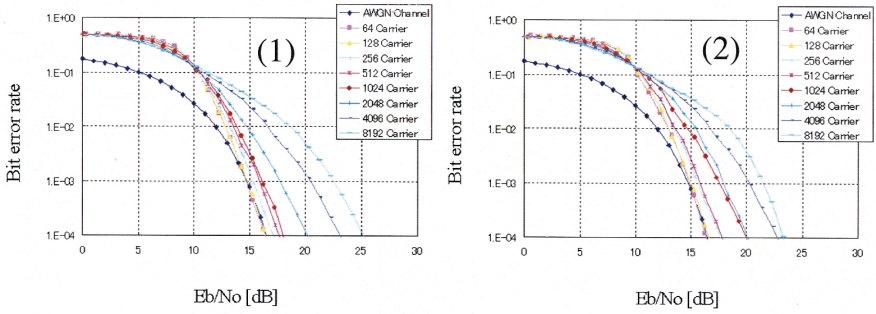 1.E+00
1.E-01
1.E-02
1.E-03
1.E-04
0
5
10
15
20
25
30
Bit error rate
Eb/No [dB]
(1)
AWGN Channel
64 Carrier
128 Carrier
256 Carrier
512 Carrier
1024 Carrier
2048 Carrier
4096 Carrier
8192 Carrier
1.E+00
1.E-01
1.E-02
1.E-03
1.E-04
0
5
10
15
20
25
30
Bit error rate
Eb/No [dB]
(2)
AWGN Channel
64 Carrier
128 Carrier
256 Carrier
512 Carrier
1024 Carrier
2048 Carrier
4096 Carrier
8192 Carrier